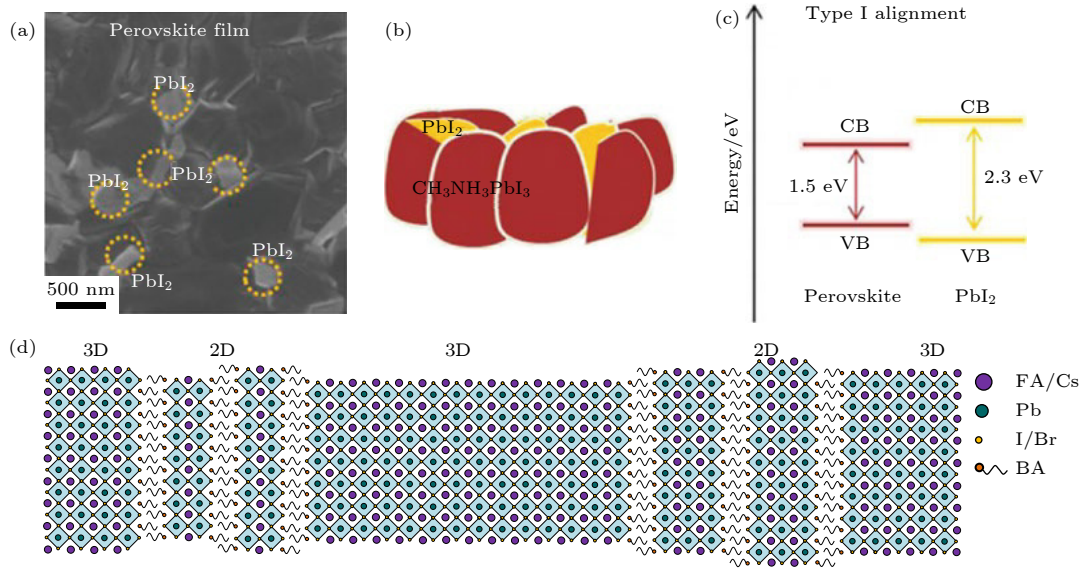 (a)
Perovskite film
PbI₂
PbI₂
PbI₂
PbI₂
PbI₂
500 nm
(b)
PbI₂
CH₃NH₃PbI₃
(c)
Type I alignment
Energy/eV
CB
CB
1.5 eV
2.3 eV
VB
VB
Perovskite
PbI₂
(d)
3D
2D
3D
2D
3D
FA/Cs
Pb
I/Br
BA